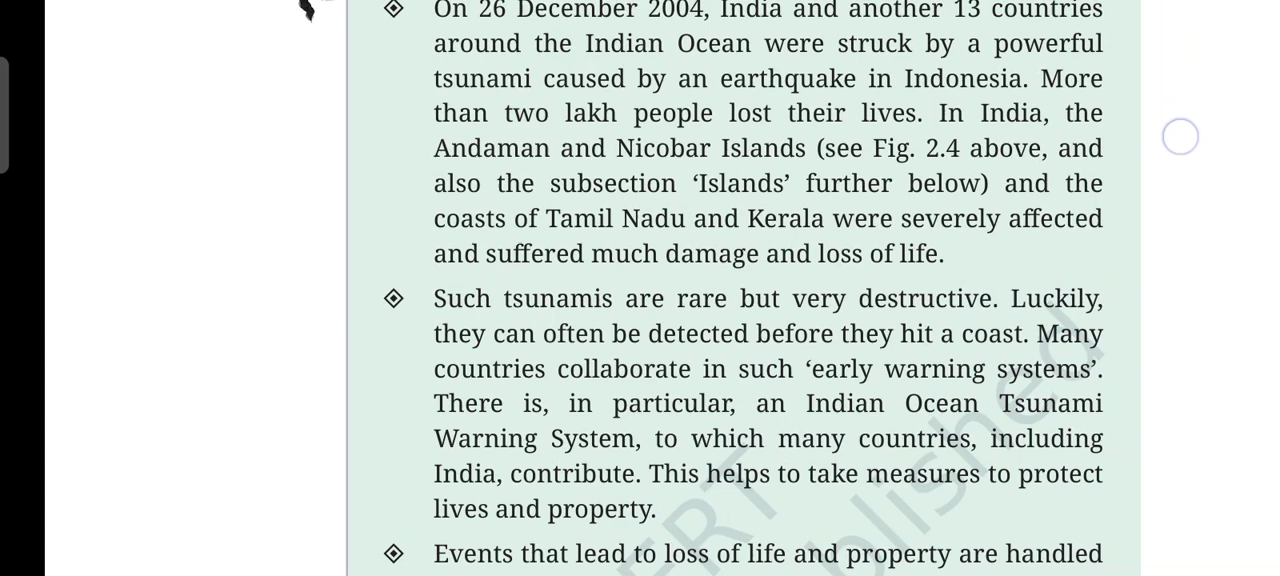 On 26 December 2004, India and another 13 countries
around the Indian Ocean were struck by a powerful
tsunami caused by an earthquake in Indonesia. More
than two lakh people lost their lives. In India, the
Andaman and Nicobar Islands (see Fig. 2.4 above, and
also the subsection ‘Islands’ further below) and the
coasts of Tamil Nadu and Kerala were severely affected
and suffered much damage and loss of life.
Such tsunamis are rare but very destructive. Luckily,
they can often be detected before they hit a coast. Many
countries collaborate in such ‘early warning systems’.
There is, in particular, an Indian Ocean Tsunami
Warning System, to which many countries, including
India, contribute. This helps to take measures to protect
lives and property.
Events that lead to loss of life and property are handled